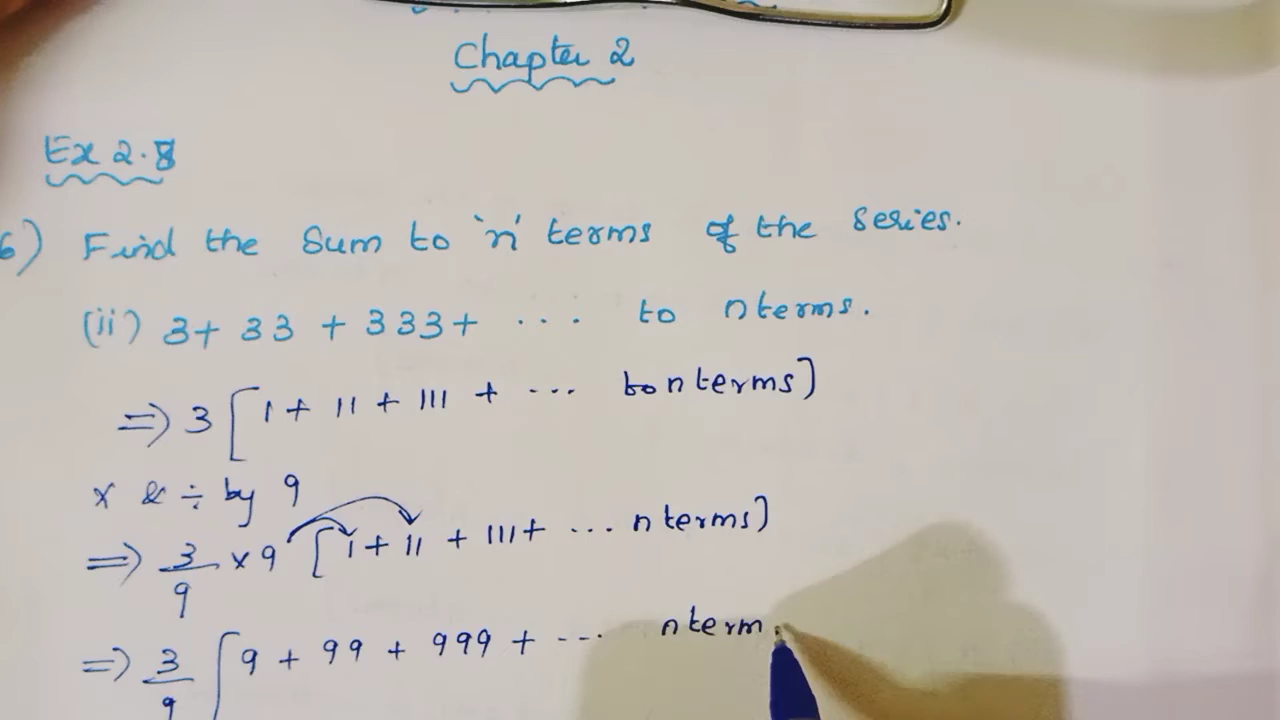 Chapter 2
Ex 2.8
6) Find the Sum to 'n' terms of the series.
(ii) 3+ 33 + 333+ ... to n terms.
=> 3 [1 + 11 + 111 + ... to n terms]
x & ÷ by 9
=> 3/9 x 9 [1 + 11 + 111+ ... n terms]
=> 3/9 [9 + 99 + 999 + ... n term